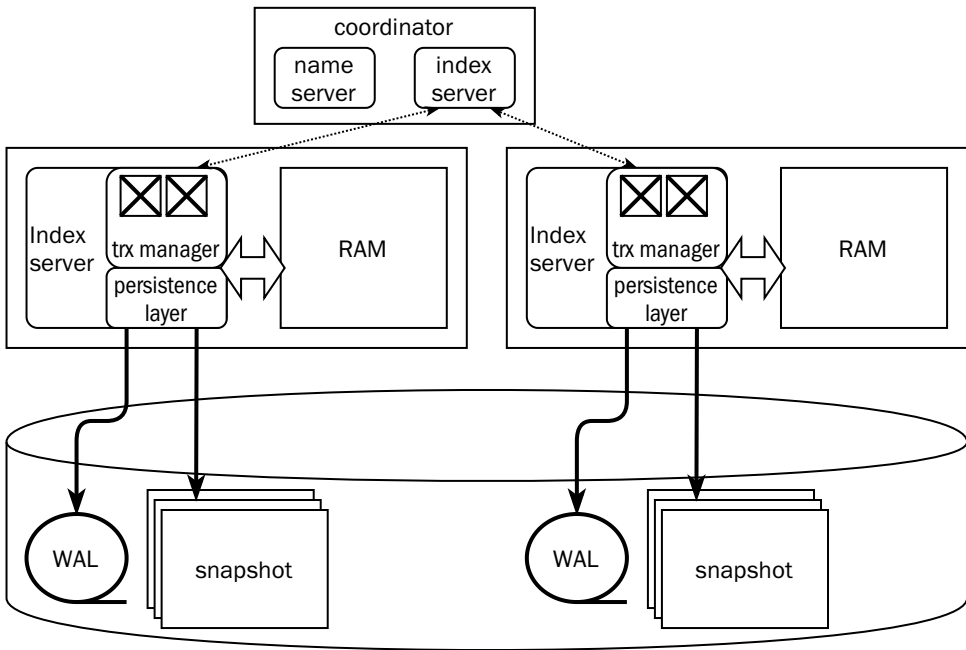 coordinator
name
server
index
server
Index
server
trx manager
persistence
layer
RAM
Index
server
trx manager
persistence
layer
RAM
WAL
snapshot
WAL
snapshot